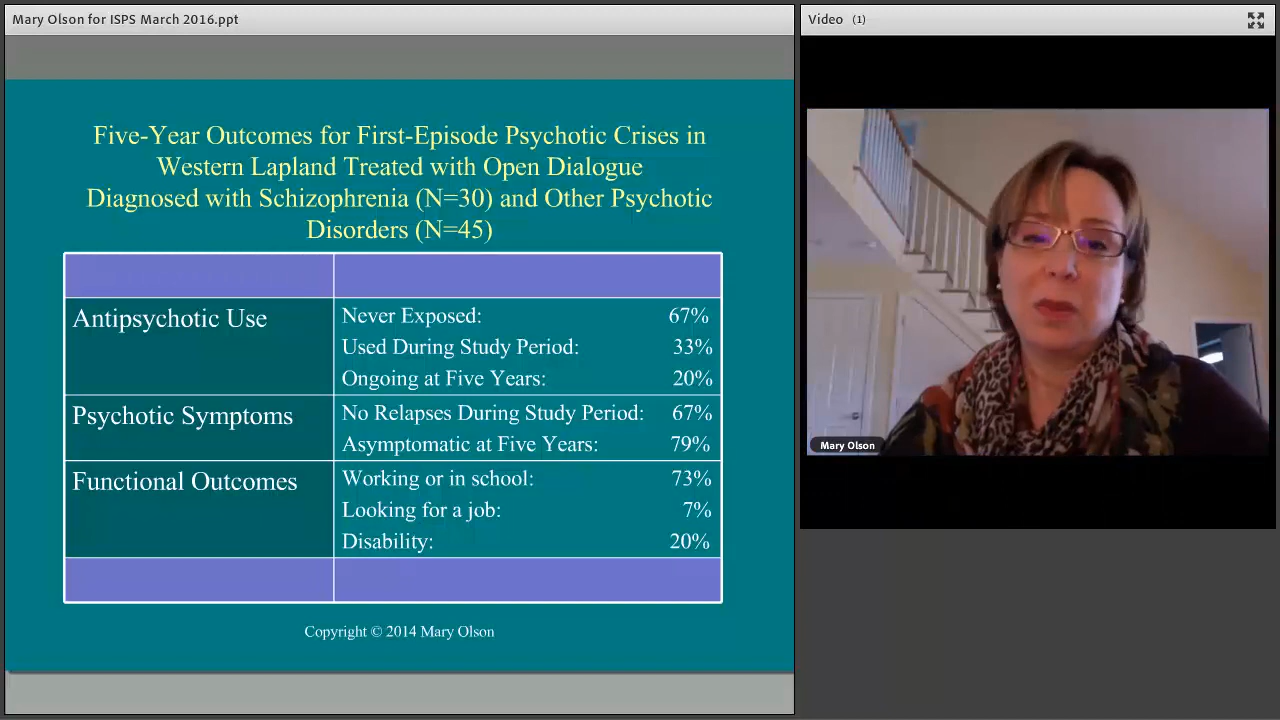 Mary Olson for ISPS March 2016.ppt
Video (1)
Five-Year Outcomes for First-Episode Psychotic Crises in
Western Lapland Treated with Open Dialogue
Diagnosed with Schizophrenia (N=30) and Other Psychotic
Disorders (N=45)
Antipsychotic Use
Never Exposed: 67%
Used During Study Period: 33%
Ongoing at Five Years: 20%
Psychotic Symptoms
No Relapses During Study Period: 67%
Asymptomatic at Five Years: 79%
Functional Outcomes
Working or in school: 73%
Looking for a job: 7%
Disability: 20%
Copyright © 2014 Mary Olson
Mary Olson